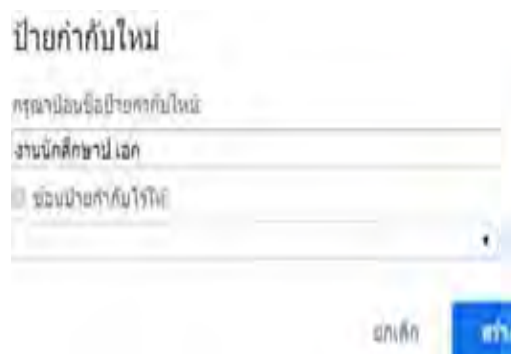 ป้ายกำกับใหม่
กรุณาป้อนชื่อป้ายกำกับใหม่:
งานนักศึกษาป.เอก
ซ่อนป้ายกำกับไว้ใต้:
ยกเลิก